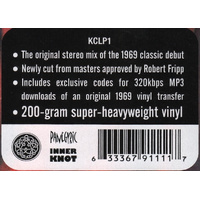 KCLP1
• The original stereo mix of the 1969 classic debut
• Newly cut from masters approved by Robert Fripp
• Includes exclusive codes for 320kbps MP3
downloads of an original 1969 vinyl transfer
• 200-gram super-heavyweight vinyl
PANEGYRIC
INNER
KNOT
6 33367 91111 7